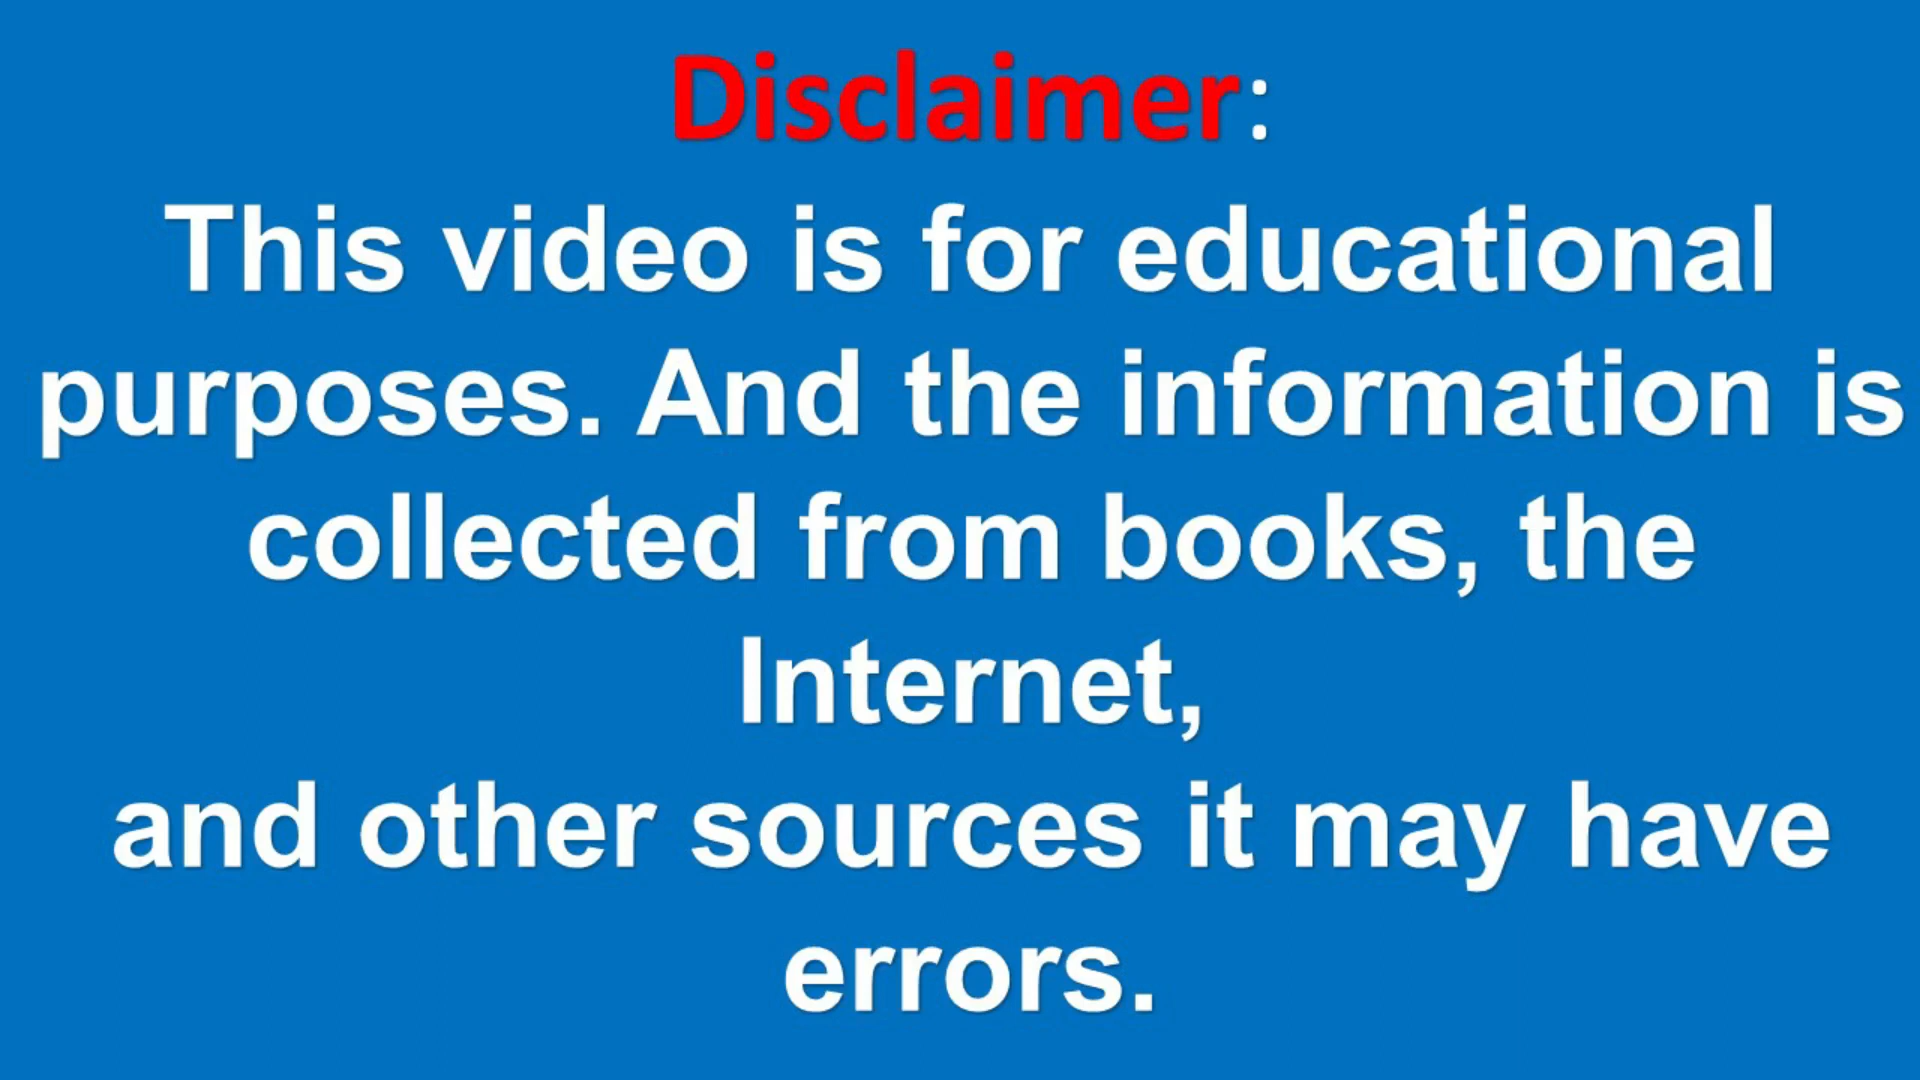 Disclaimer:
This video is for educational
purposes. And the information is
collected from books, the
Internet,
and other sources it may have
errors.